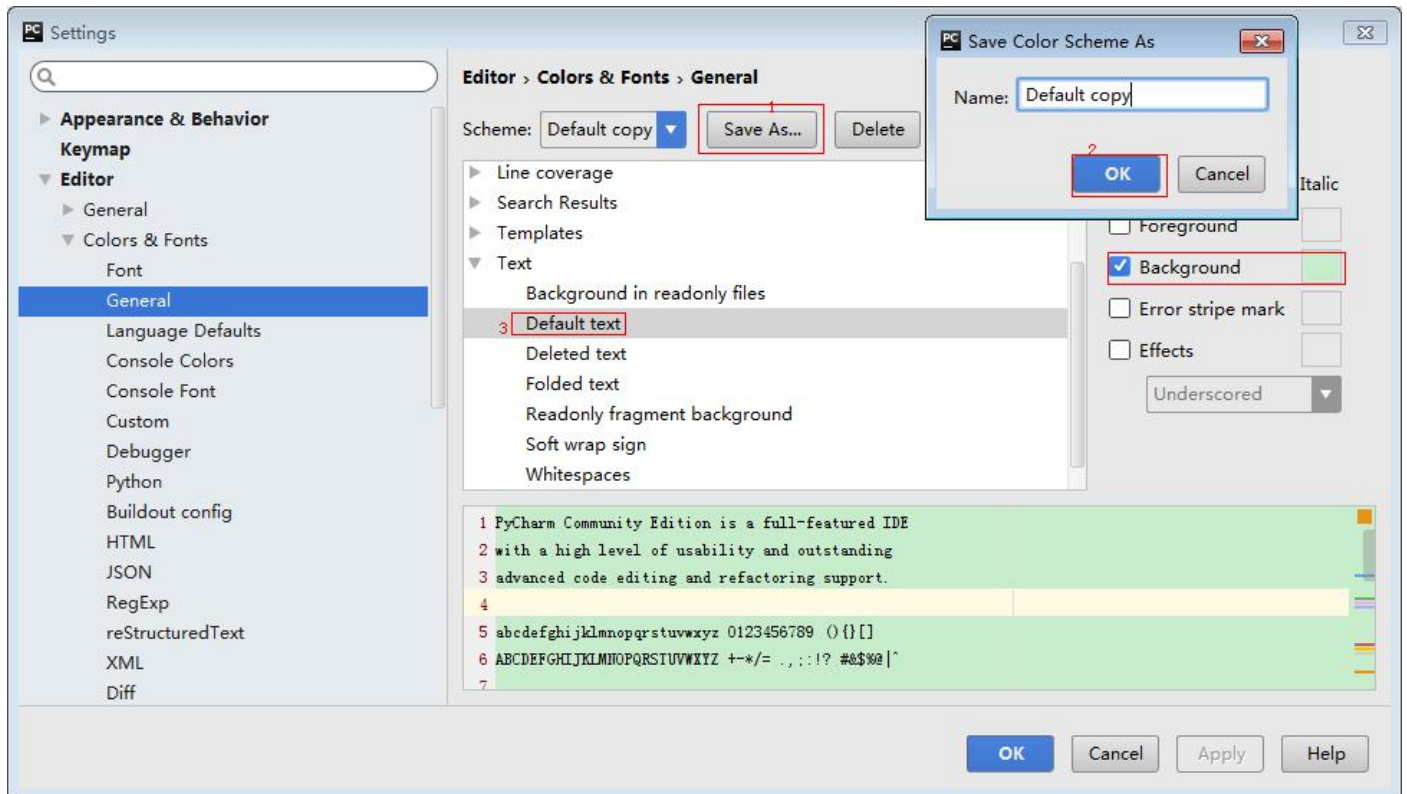 Settings
Save Color Scheme As
Name: Default copy
2
OK Cancel
Appearance & Behavior
Keymap
Editor
General
Colors & Fonts
Font
General
Language Defaults
Console Colors
Console Font
Custom
Debugger
Python
Buildout config
HTML
JSON
RegExp
reStructuredText
XML
Diff
Editor › Colors & Fonts › General
1
Scheme: Default copy Save As... Delete
Line coverage
Search Results
Templates
Text
Background in readonly files
3 Default text
Deleted text
Folded text
Readonly fragment background
Soft wrap sign
Whitespaces
Italic
Foreground
Background
Error stripe mark
Effects
Underscored
1 PyCharm Community Edition is a full-featured IDE
2 with a high level of usability and outstanding
3 advanced code editing and refactoring support.
4
5 abcdefghijklmnopqrstuvwxyz 0123456789 (){}[]
6 ABCDEFGHIJKLMNOPQRSTUVWXYZ +-*/= .,;:!? #&$%@|^
7
OK Cancel Apply Help